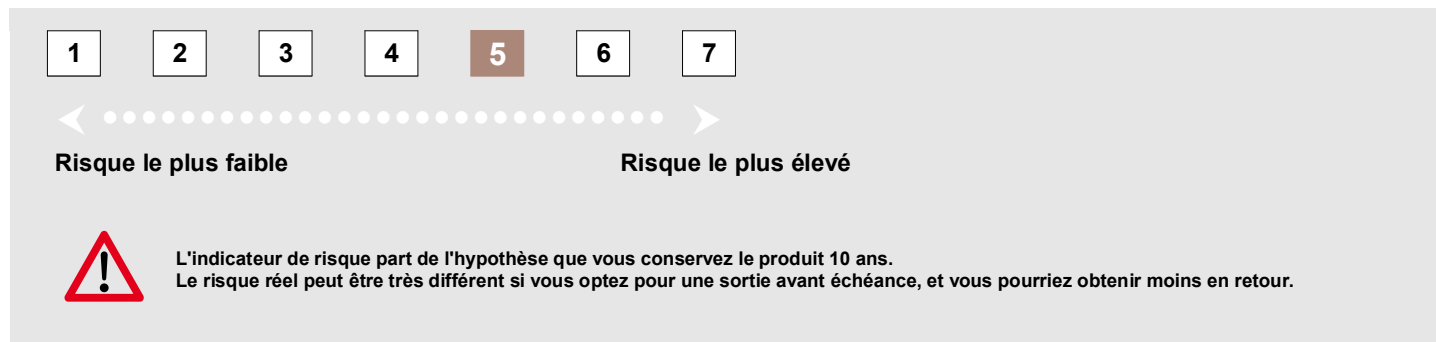 1 2 3 4 5 6 7
Risque le plus faible Risque le plus élevé
L'indicateur de risque part de l'hypothèse que vous conservez le produit 10 ans.
Le risque réel peut être très différent si vous optez pour une sortie avant échéance, et vous pourriez obtenir moins en retour.